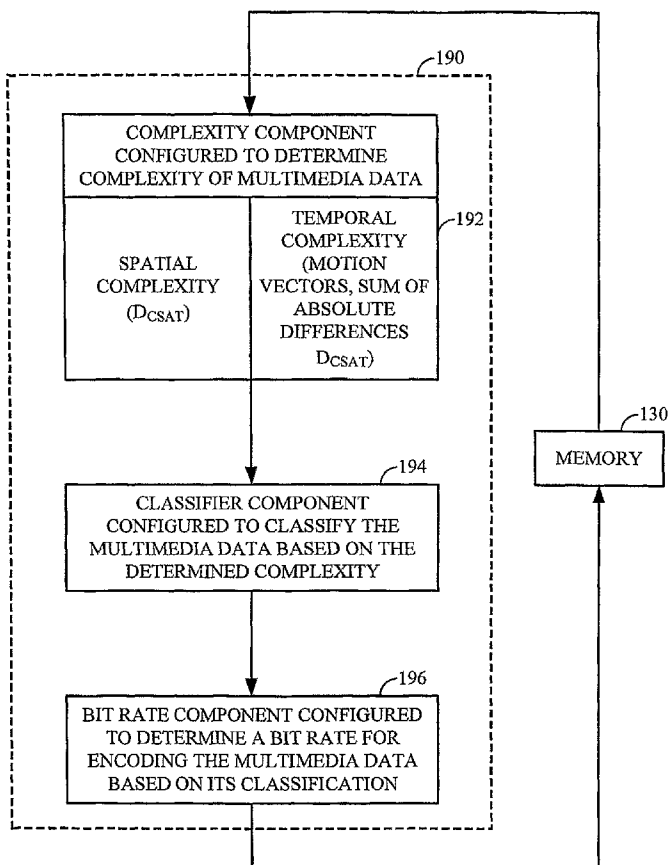 190
COMPLEXITY COMPONENT
CONFIGURED TO DETERMINE
COMPLEXITY OF MULTIMEDIA DATA
192
SPATIAL
COMPLEXITY
(DCSAT)
TEMPORAL
COMPLEXITY
(MOTION
VECTORS, SUM OF
ABSOLUTE
DIFFERENCES
DCSAT)
130
MEMORY
194
CLASSIFIER COMPONENT
CONFIGURED TO CLASSIFY THE
MULTIMEDIA DATA BASED ON THE
DETERMINED COMPLEXITY
196
BIT RATE COMPONENT CONFIGURED
TO DETERMINE A BIT RATE FOR
ENCODING THE MULTIMEDIA DATA
BASED ON ITS CLASSIFICATION